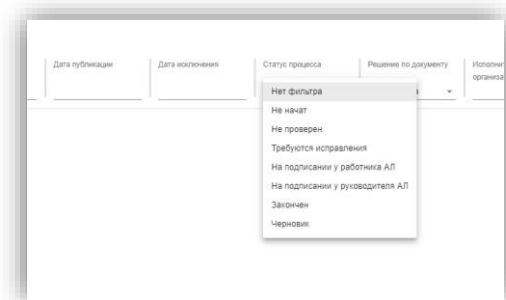 Дата публикации
Дата исключения
Статус процесса
Решение по документу
Исполнит
организа
Нет фильтра
Не начат
Не проверен
Требуются исправления
На подписании у работника АЛ
На подписании у руководителя АЛ
Закончен
Черновик